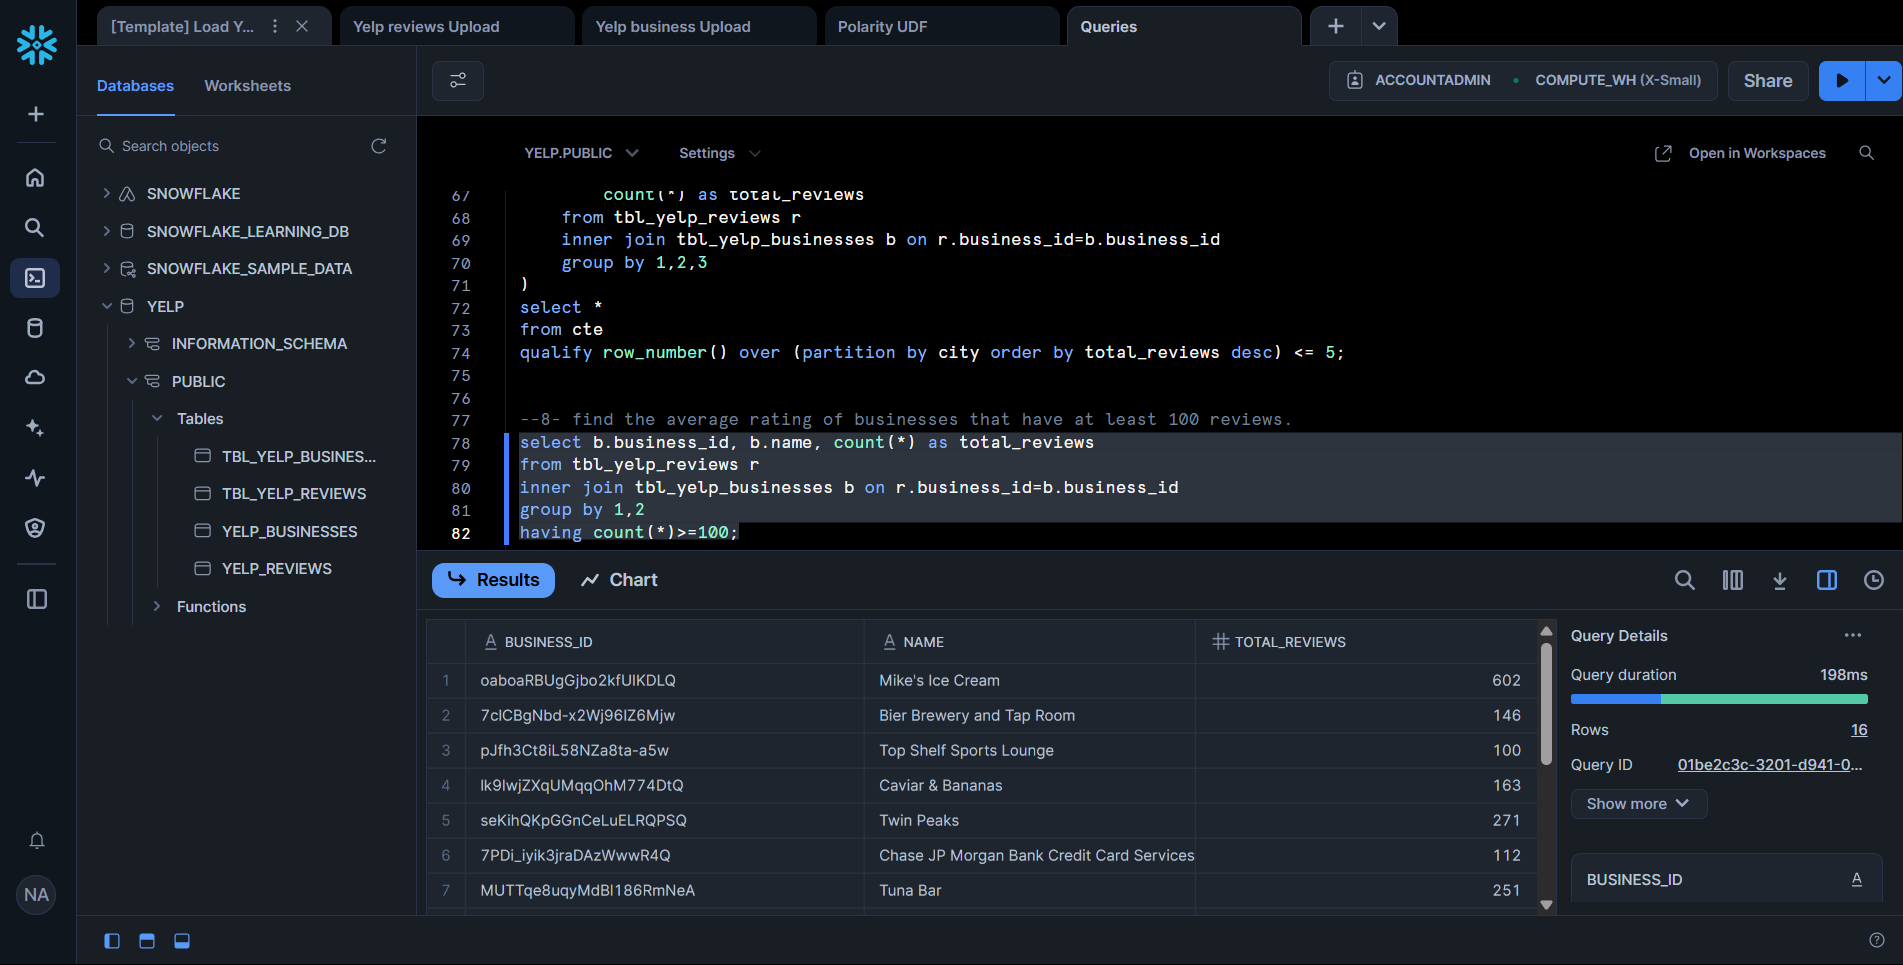 [Template] Load Y...
Yelp reviews Upload
Yelp business Upload
Polarity UDF
Queries
Databases
Worksheets
ACCOUNTADMIN
COMPUTE_WH (X-Small)
Share
Search objects
YELP.PUBLIC
Settings
Open in Workspaces
SNOWFLAKE
SNOWFLAKE_LEARNING_DB
SNOWFLAKE_SAMPLE_DATA
YELP
INFORMATION_SCHEMA
PUBLIC
Tables
TBL_YELP_BUSINES...
TBL_YELP_REVIEWS
YELP_BUSINESSES
YELP_REVIEWS
Functions
NA
67 count(*) as total_reviews
68 from tbl_yelp_reviews r
69 inner join tbl_yelp_businesses b on r.business_id=b.business_id
70 group by 1,2,3
71 )
72 select *
73 from cte
74 qualify row_number() over (partition by city order by total_reviews desc) <= 5;
75
76
77 --8- find the average rating of businesses that have at least 100 reviews.
78 select b.business_id, b.name, count(*) as total_reviews
79 from tbl_yelp_reviews r
80 inner join tbl_yelp_businesses b on r.business_id=b.business_id
81 group by 1,2
82 having count(*)>=100;
Results
Chart
A BUSINESS_ID A NAME # TOTAL_REVIEWS
1 oaboaRBUgGjbo2kfUIKDLQ Mike's Ice Cream 602
2 7clCBgNbd-x2Wj96lZ6Mjw Bier Brewery and Tap Room 146
3 pJfh3Ct8iL58NZa8ta-a5w Top Shelf Sports Lounge 100
4 lk9IwjZXqUMqqOhM774DtQ Caviar & Bananas 163
5 seKihQKpGGnCeLuELRQPSQ Twin Peaks 271
6 7PDi_iyik3jraDAzWwwR4Q Chase JP Morgan Bank Credit Card Services 112
7 MUTTqe8uqyMdBl186RmNeA Tuna Bar 251
Query Details
Query duration 198ms
Rows 16
Query ID 01be2c3c-3201-d941-0...
Show more
BUSINESS_ID A